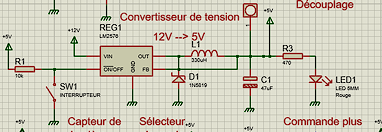 Découplage
REG1
LM2576
Convertisseur de tension
+5V
+12V
12V --> 5V
+5V
+5V
L1
330uH
R3
470
R1
10k
VIN
OUT
ON/OFF
FB
GND
SW1
INTERRUPTEUR
D1
1N5819
C1
47uF
LED1
LED 5MM
Rouge
Capteur de
Sélecteur
Commande plus